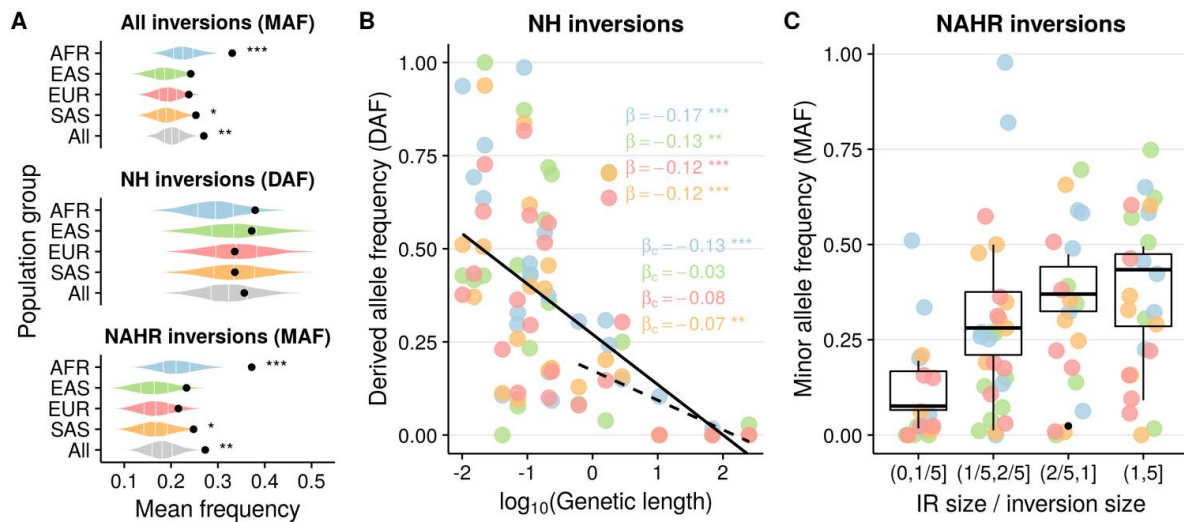 A
All inversions (MAF)
AFR
***
EAS
EUR
SAS
*
All
**
NH inversions (DAF)
AFR
EAS
EUR
SAS
All
NAHR inversions (MAF)
AFR
***
EAS
EUR
SAS
*
All
**
0.1 0.2 0.3 0.4 0.5
Mean frequency
Population group
B
NH inversions
1.00
0.75
0.50
0.25
0.00
Derived allele frequency (DAF)
β = −0.17 ***
β = −0.13 **
β = −0.12 ***
β = −0.12 ***
βc = −0.13 ***
βc = −0.03
βc = −0.08
βc = −0.07 **
-2 -1 0 1 2
log10(Genetic length)
C
NAHR inversions
1.00
0.75
0.50
0.25
0.00
Minor allele frequency (MAF)
(0,1/5] (1/5,2/5] (2/5,1] (1,5]
IR size / inversion size